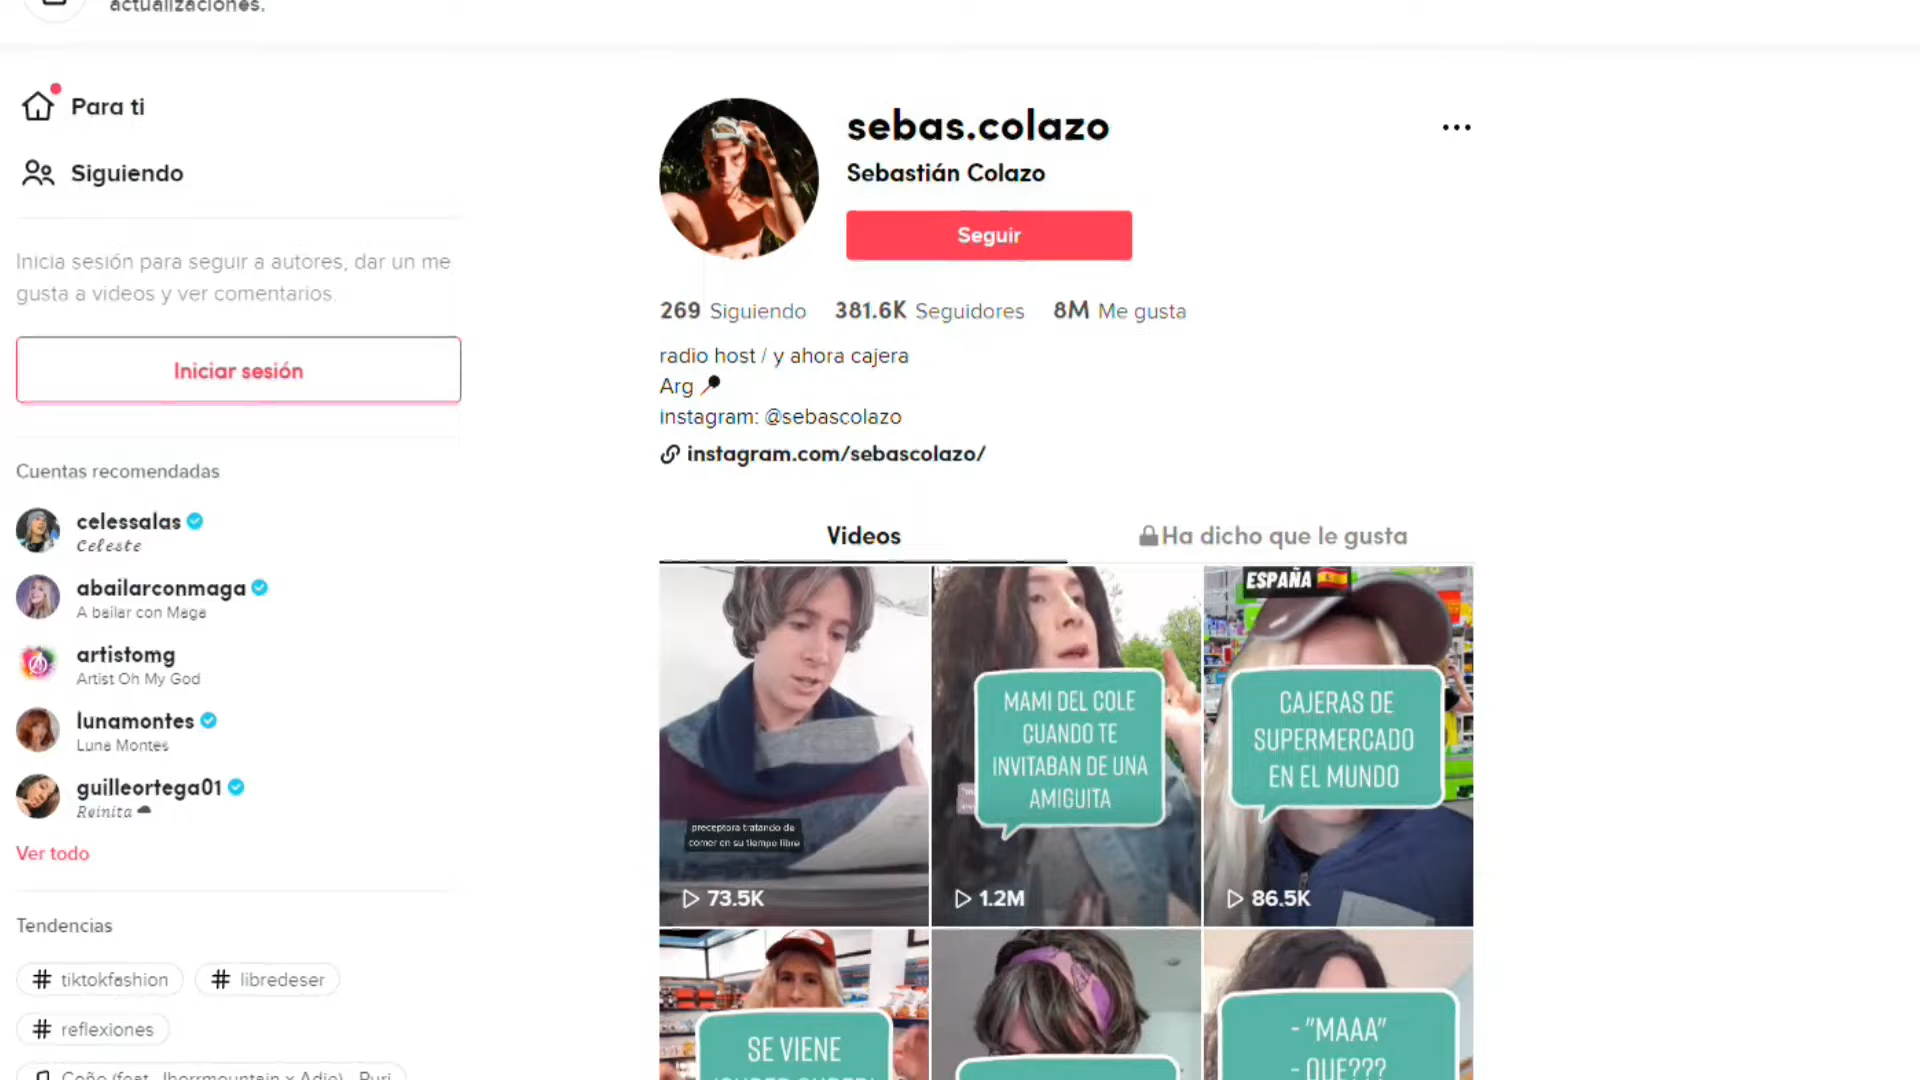 actualizaciones.
Para ti
Siguiendo
Inicia sesión para seguir a autores, dar un me
gusta a videos y ver comentarios.
Iniciar sesión
Cuentas recomendadas
celessalas
Celeste
abailarconmaga
A bailar con Maga
artistomg
Artist Oh My God
lunamontes
Luna Montes
guilleortega01
Reinita
Ver todo
Tendencias
# tiktokfashion
# libredeser
# reflexiones
sebas.colazo
Sebastián Colazo
Seguir
269 Siguiendo 381.6K Seguidores 8M Me gusta
radio host / y ahora cajera
Arg
instagram: @sebascolazo
instagram.com/sebascolazo/
Videos
Ha dicho que le gusta
preceptora tratando de
comer en su tiempo libre
73.5K
MAMI DEL COLE
CUANDO TE
INVITABAN DE UNA
AMIGUITA
1.2M
ESPAÑA
CAJERAS DE
SUPERMERCADO
EN EL MUNDO
86.5K
SE VIENE
- "MAAA"
- QUE???